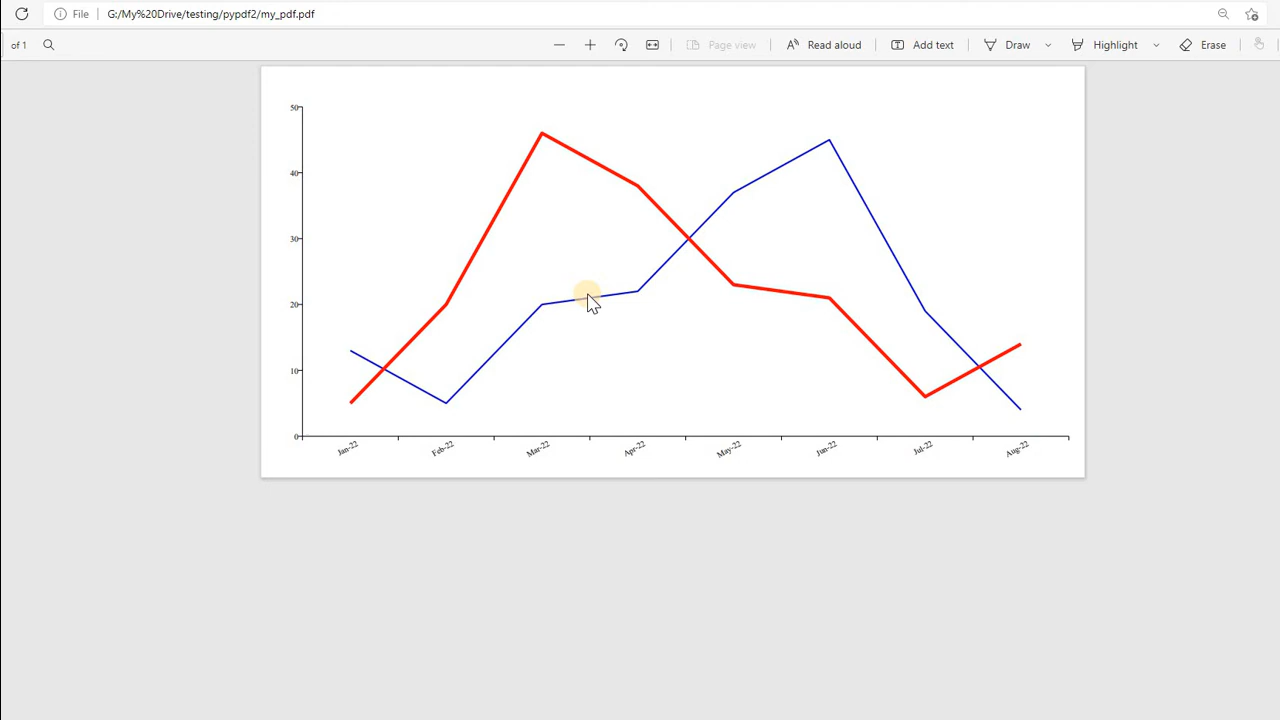 File G:/My%20Drive/testing/pypdf2/my_pdf.pdf
of 1 Page view Read aloud Add text Draw Highlight Erase
50
40
30
20
10
0
Jan-22 Feb-22 Mar-22 Apr-22 May-22 Jun-22 Jul-22 Aug-22